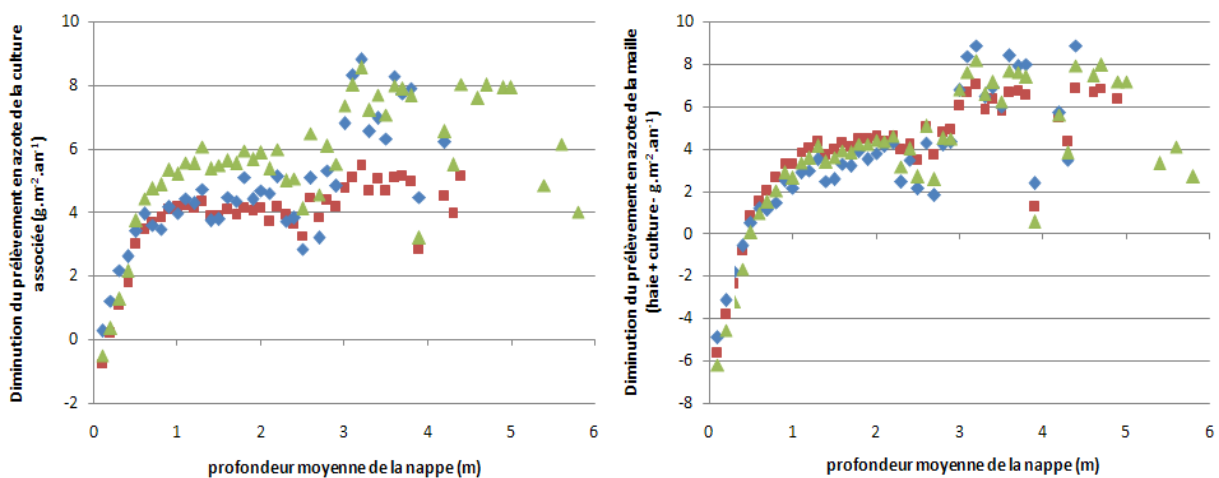 Diminution du prélèvement en azote de la culture
associée (g.m⁻².an⁻¹)
10
8
6
4
2
0
-2
0 1 2 3 4 5 6
profondeur moyenne de la nappe (m)
Diminution du prélèvement en azote de la maille
(haie + culture - g.m⁻².an⁻¹)
10
8
6
4
2
0
-2
-4
-6
-8
0 1 2 3 4 5 6
profondeur moyenne de la nappe (m)